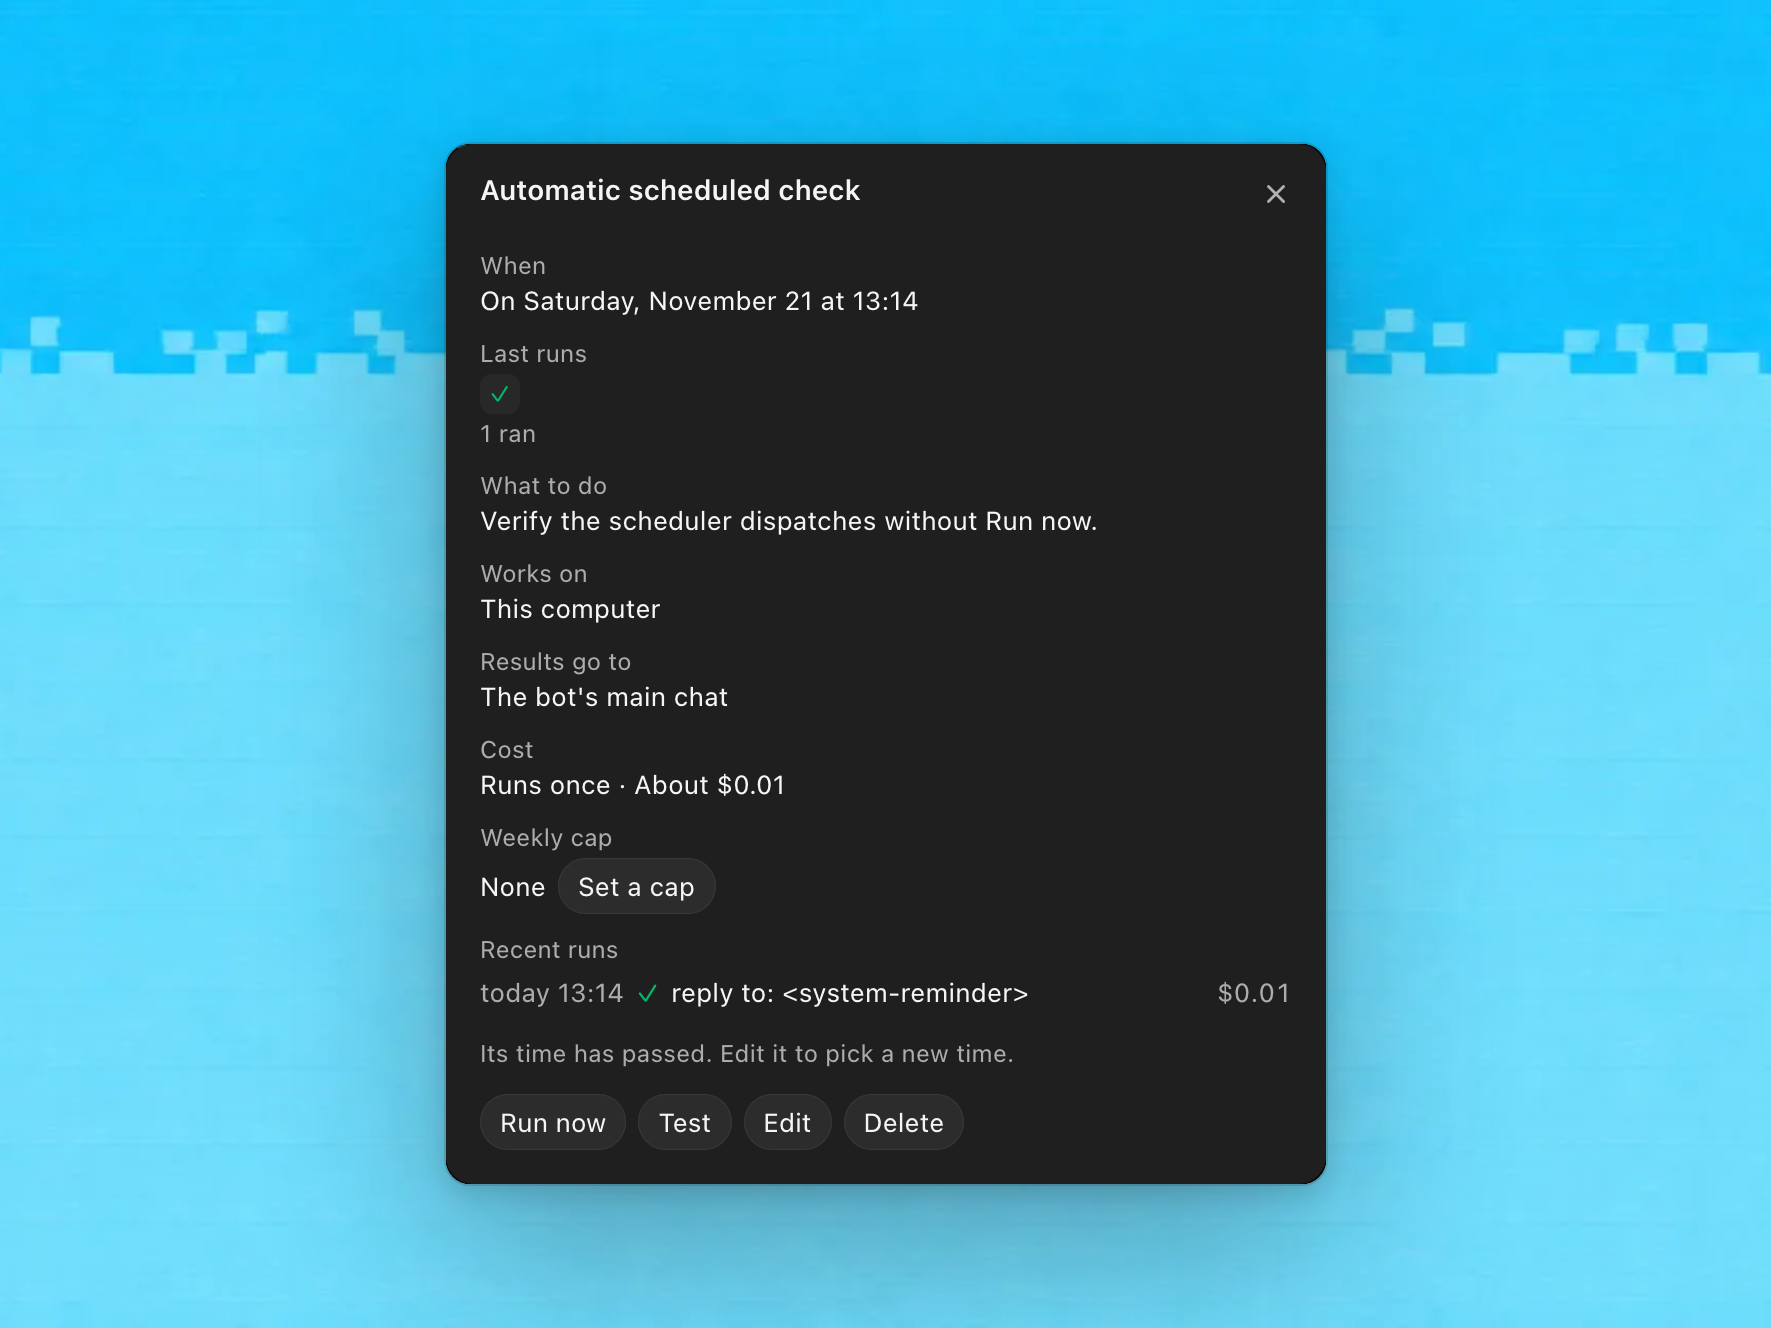 Automatic scheduled check
When
On Saturday, November 21 at 13:14
Last runs
1 ran
What to do
Verify the scheduler dispatches without Run now.
Works on
This computer
Results go to
The bot's main chat
Cost
Runs once · About $0.01
Weekly cap
None Set a cap
Recent runs
today 13:14 ✓ reply to: <system-reminder> $0.01
Its time has passed. Edit it to pick a new time.
Run now Test Edit Delete